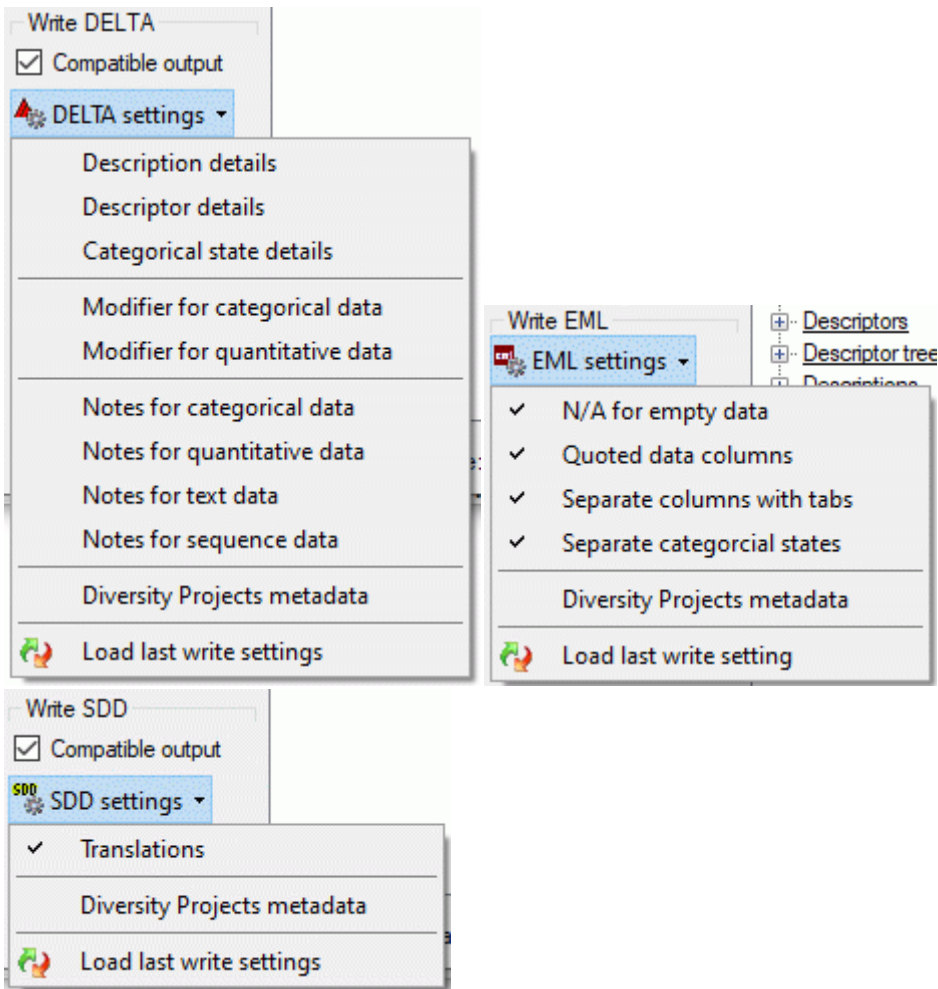 Write DELTA
Compatible output
DELTA settings
Description details
Descriptor details
Categorical state details
Modifier for categorical data
Modifier for quantitative data
Notes for categorical data
Notes for quantitative data
Notes for text data
Notes for sequence data
Diversity Projects metadata
Load last write settings
Write EML
EML settings
Descriptors
Descriptor tree
Descriptions
N/A for empty data
Quoted data columns
Separate columns with tabs
Separate categorcial states
Diversity Projects metadata
Load last write setting
Write SDD
Compatible output
SDD
SDD settings
Translations
Diversity Projects metadata
Load last write settings